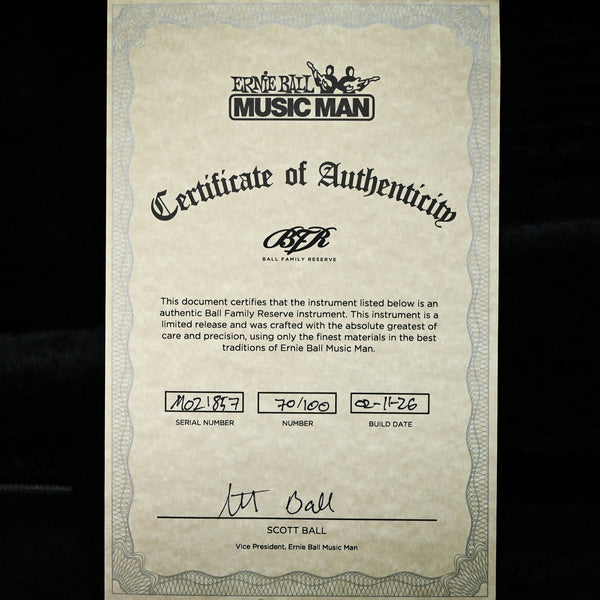 ERNIE BALL
MUSIC MAN
Certificate of Authenticity
BFR
BALL FAMILY RESERVE
This document certifies that the instrument listed below is an
authentic Ball Family Reserve instrument. This instrument is a
limited release and was crafted with the absolute greatest of
care and precision, using only the finest materials in the best
traditions of Ernie Ball Music Man.
M021857 70/100 02-11-26
SERIAL NUMBER NUMBER BUILD DATE
Ball
SCOTT BALL
Vice President, Ernie Ball Music Man